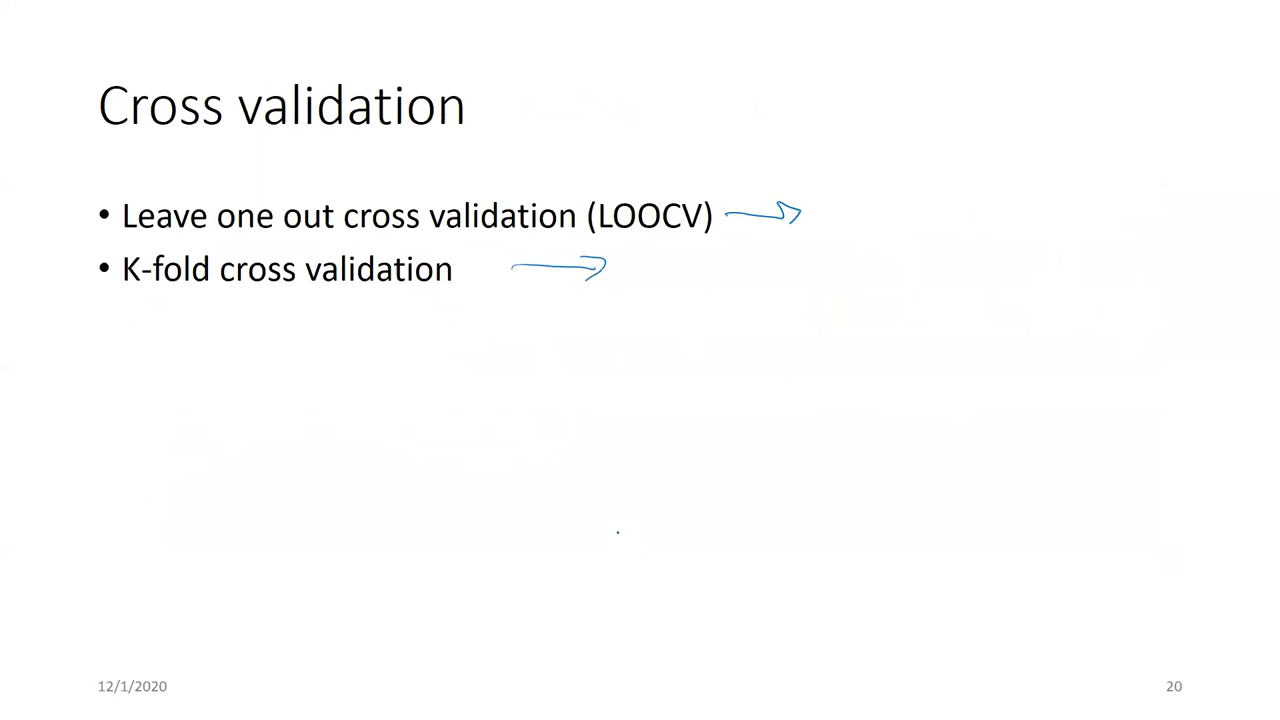 Cross validation
• Leave one out cross validation (LOOCV)
• K-fold cross validation
12/1/2020
20